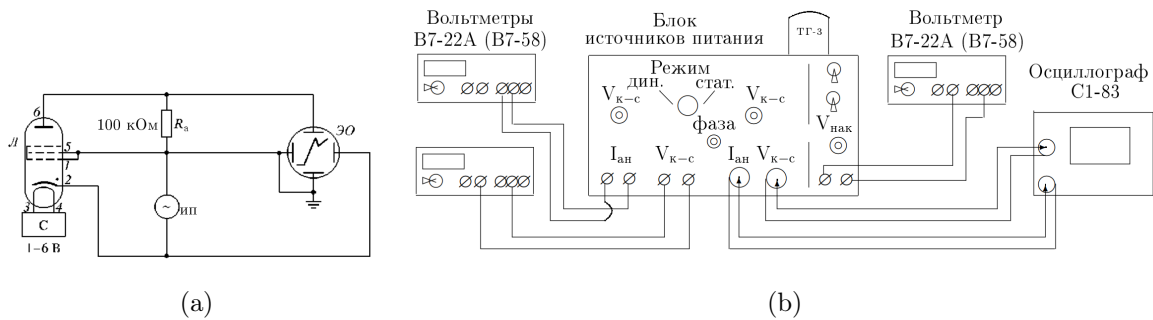 6
100 кОм
Rа
ЭО
Л
5
1
2
3
4
С
~
ип
1–6 В
(a)
Вольтметры
В7-22А (В7-58)
Блок
источников питания
ТГ-3
Вольтметр
В7-22А (В7-58)
Осциллограф
С1-83
Режим
дин.
стат.
Vк−с
Vк−с
фаза
Vнак
Iан
Vк−с
Iан
Vк−с
(b)